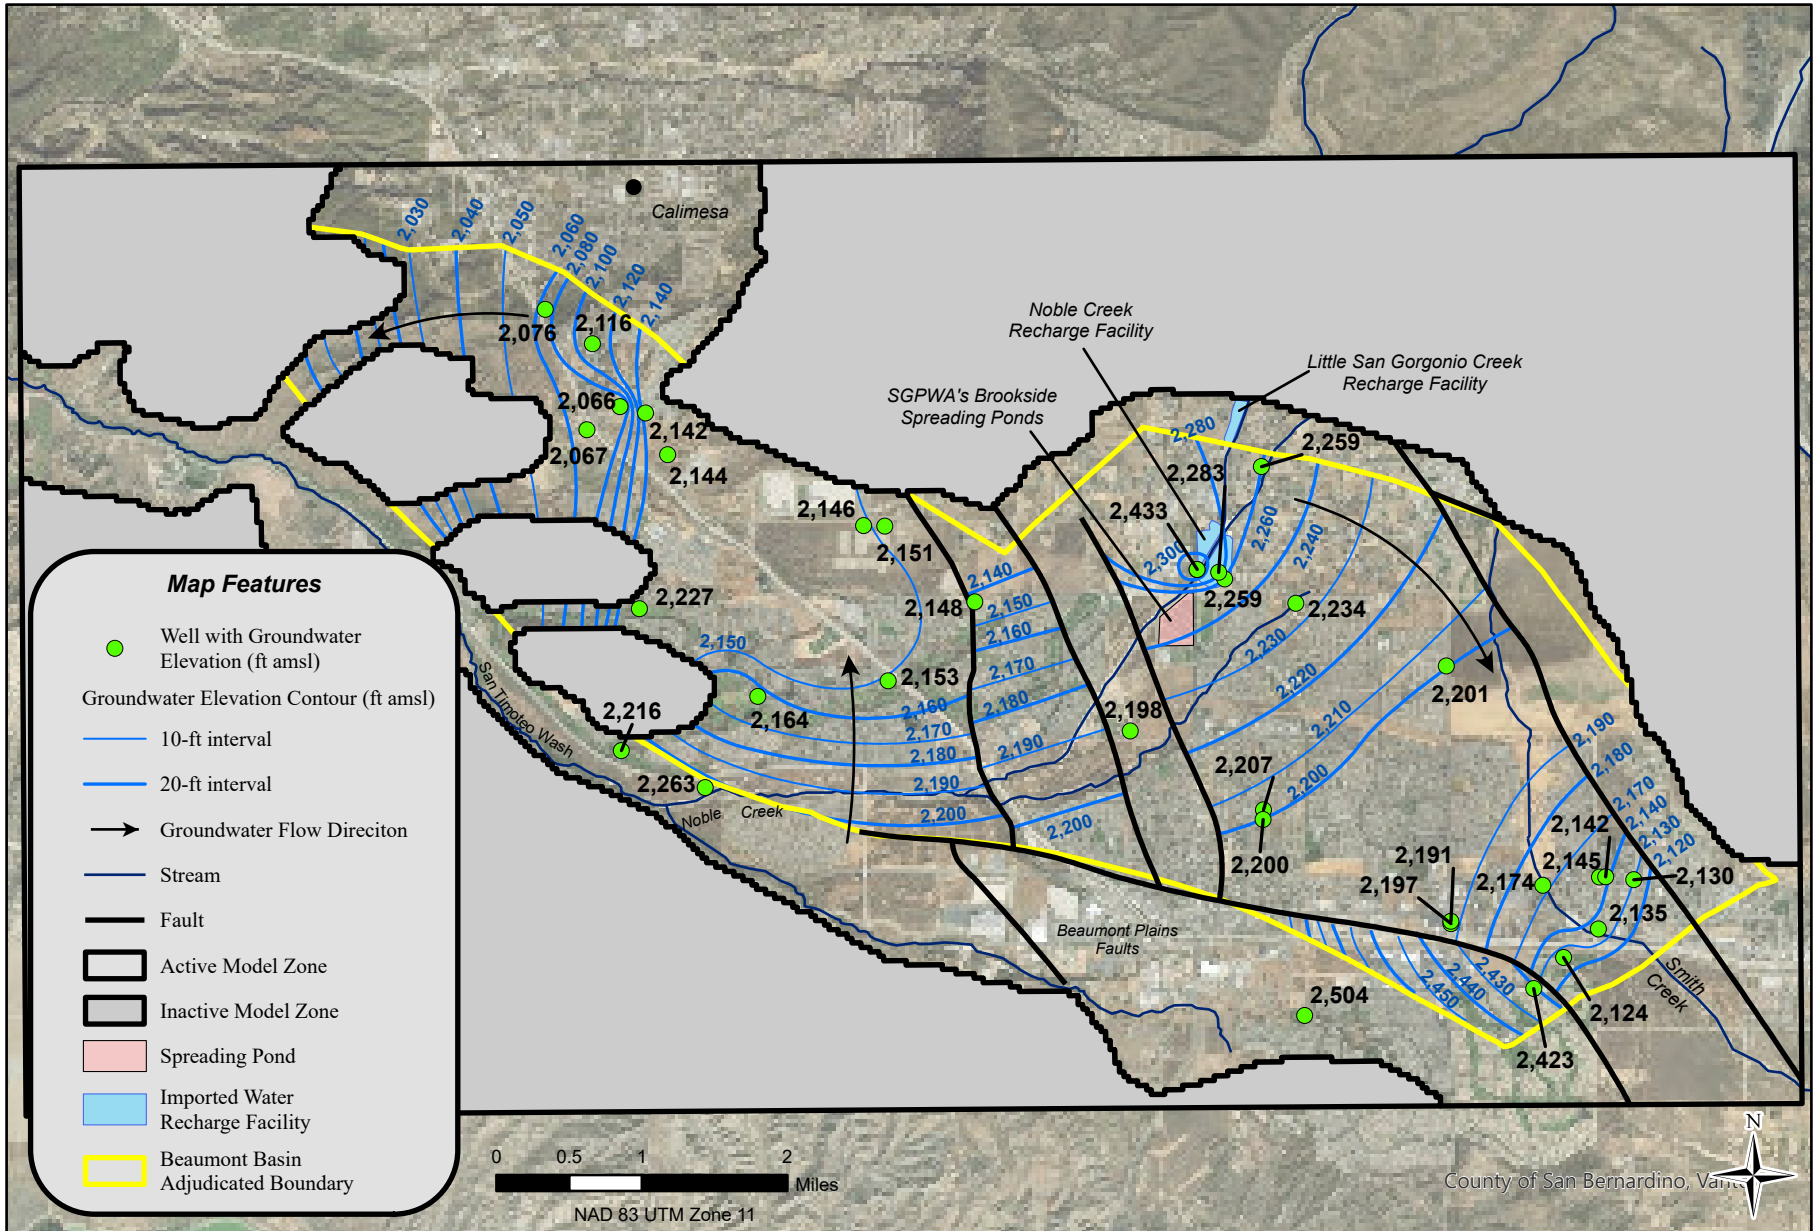 Calimesa
2,030
2,040
2,050
2,060
2,080
2,100
2,120
2,140
2,076
2,116
2,066
2,067
2,142
2,144
Noble Creek
Recharge Facility
Little San Gorgonio Creek
Recharge Facility
SGPWA's Brookside
Spreading Ponds
2,280
2,259
2,283
2,433
2,300
2,260
2,240
2,259
2,234
2,230
2,220
2,210
2,200
2,201
2,146
2,151
2,148
2,140
2,150
2,160
2,170
2,180
2,190
2,200
2,227
2,150
2,153
2,164
2,160
2,170
2,180
2,190
2,200
2,216
2,263
San Timoteo Wash
Noble
Creek
2,198
2,207
2,200
2,190
2,180
2,170
2,140
2,130
2,120
2,142
2,145
2,130
2,191
2,197
2,174
2,135
2,124
2,423
2,430
2,440
2,450
2,504
Beaumont Plains
Faults
Smith
Creek
Map Features
Well with Groundwater
Elevation (ft amsl)
Groundwater Elevation Contour (ft amsl)
10-ft interval
20-ft interval
Groundwater Flow Direciton
Stream
Fault
Active Model Zone
Inactive Model Zone
Spreading Pond
Imported Water
Recharge Facility
Beaumont Basin
Adjudicated Boundary
0 0.5 1 2
Miles
NAD 83 UTM Zone 11
N
County of San Bernardino,